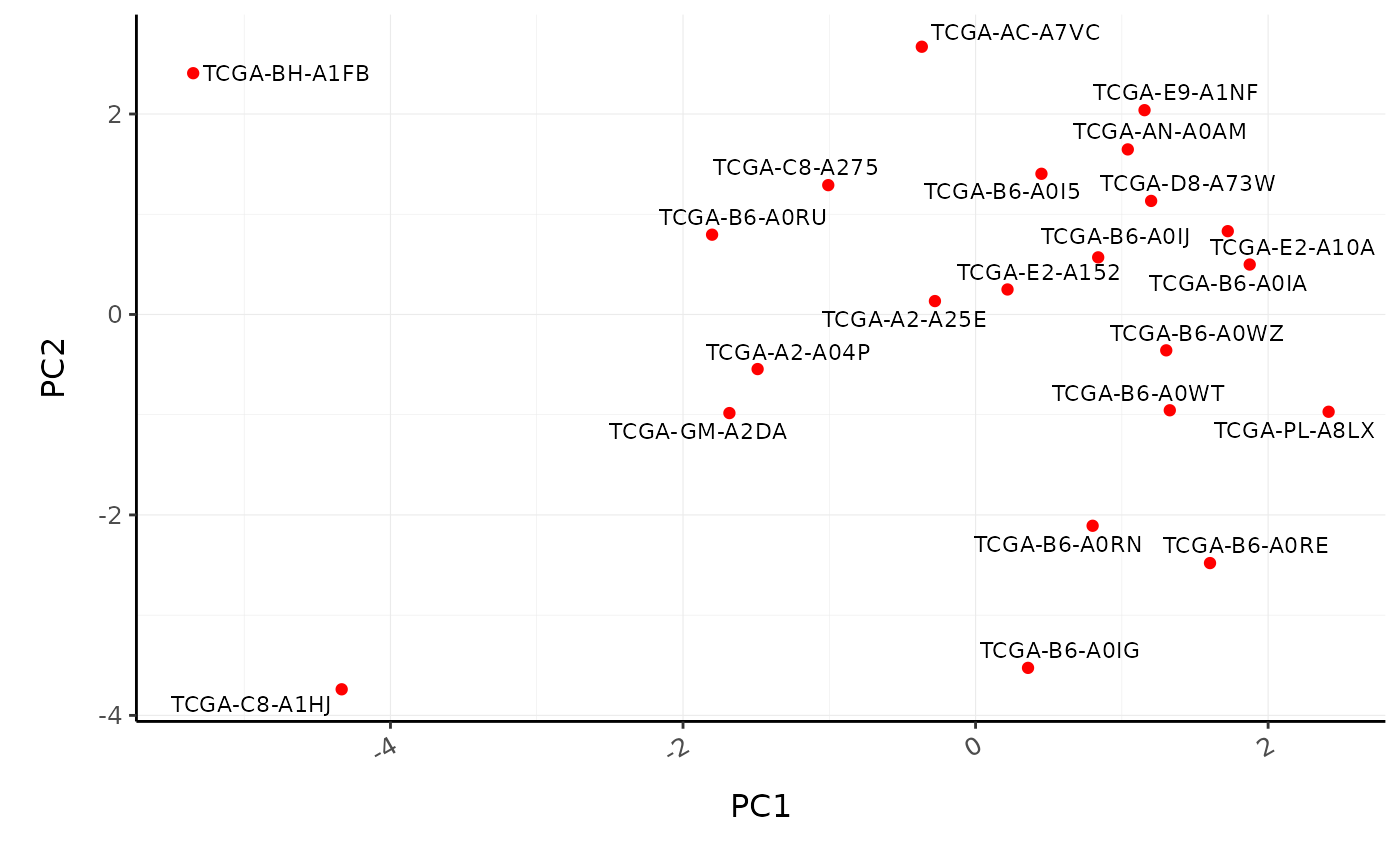 TCGA-AC-A7VC
TCGA-BH-A1FB
TCGA-E9-A1NF
2
TCGA-AN-A0AM
TCGA-C8-A275
TCGA-B6-A0I5
TCGA-D8-A73W
TCGA-B6-A0RU
TCGA-B6-A0IJ
TCGA-E2-A10A
TCGA-E2-A152
TCGA-B6-A0IA
0
TCGA-A2-A25E
TCGA-B6-A0WZ
TCGA-A2-A04P
PC2
TCGA-B6-A0WT
TCGA-GM-A2DA
TCGA-PL-A8LX
-2
TCGA-B6-A0RN
TCGA-B6-A0RE
TCGA-B6-A0IG
TCGA-C8-A1HJ
-4
-4
-2
0
2
PC1